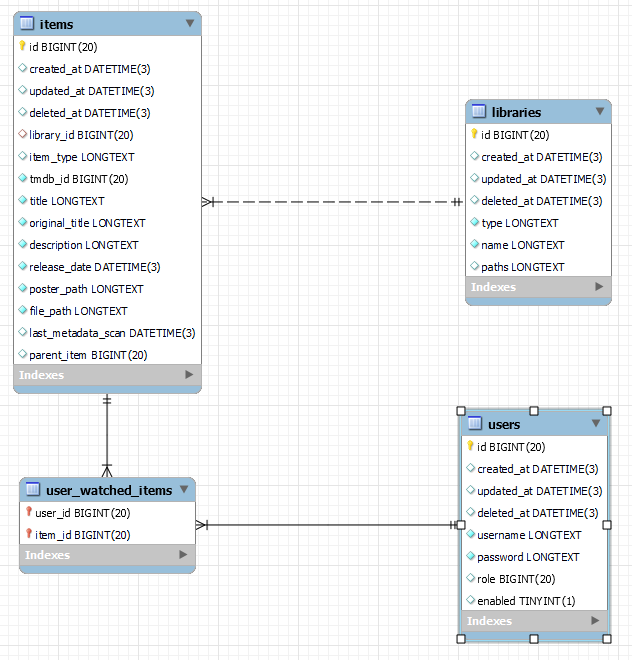 items
id BIGINT(20)
created_at DATETIME(3)
updated_at DATETIME(3)
deleted_at DATETIME(3)
library_id BIGINT(20)
item_type LONGTEXT
tmdb_id BIGINT(20)
title LONGTEXT
original_title LONGTEXT
description LONGTEXT
release_date DATETIME(3)
poster_path LONGTEXT
file_path LONGTEXT
last_metadata_scan DATETIME(3)
parent_item BIGINT(20)
Indexes
libraries
id BIGINT(20)
created_at DATETIME(3)
updated_at DATETIME(3)
deleted_at DATETIME(3)
type LONGTEXT
name LONGTEXT
paths LONGTEXT
Indexes
user_watched_items
user_id BIGINT(20)
item_id BIGINT(20)
Indexes
users
id BIGINT(20)
created_at DATETIME(3)
updated_at DATETIME(3)
deleted_at DATETIME(3)
username LONGTEXT
password LONGTEXT
role BIGINT(20)
enabled TINYINT(1)
Indexes